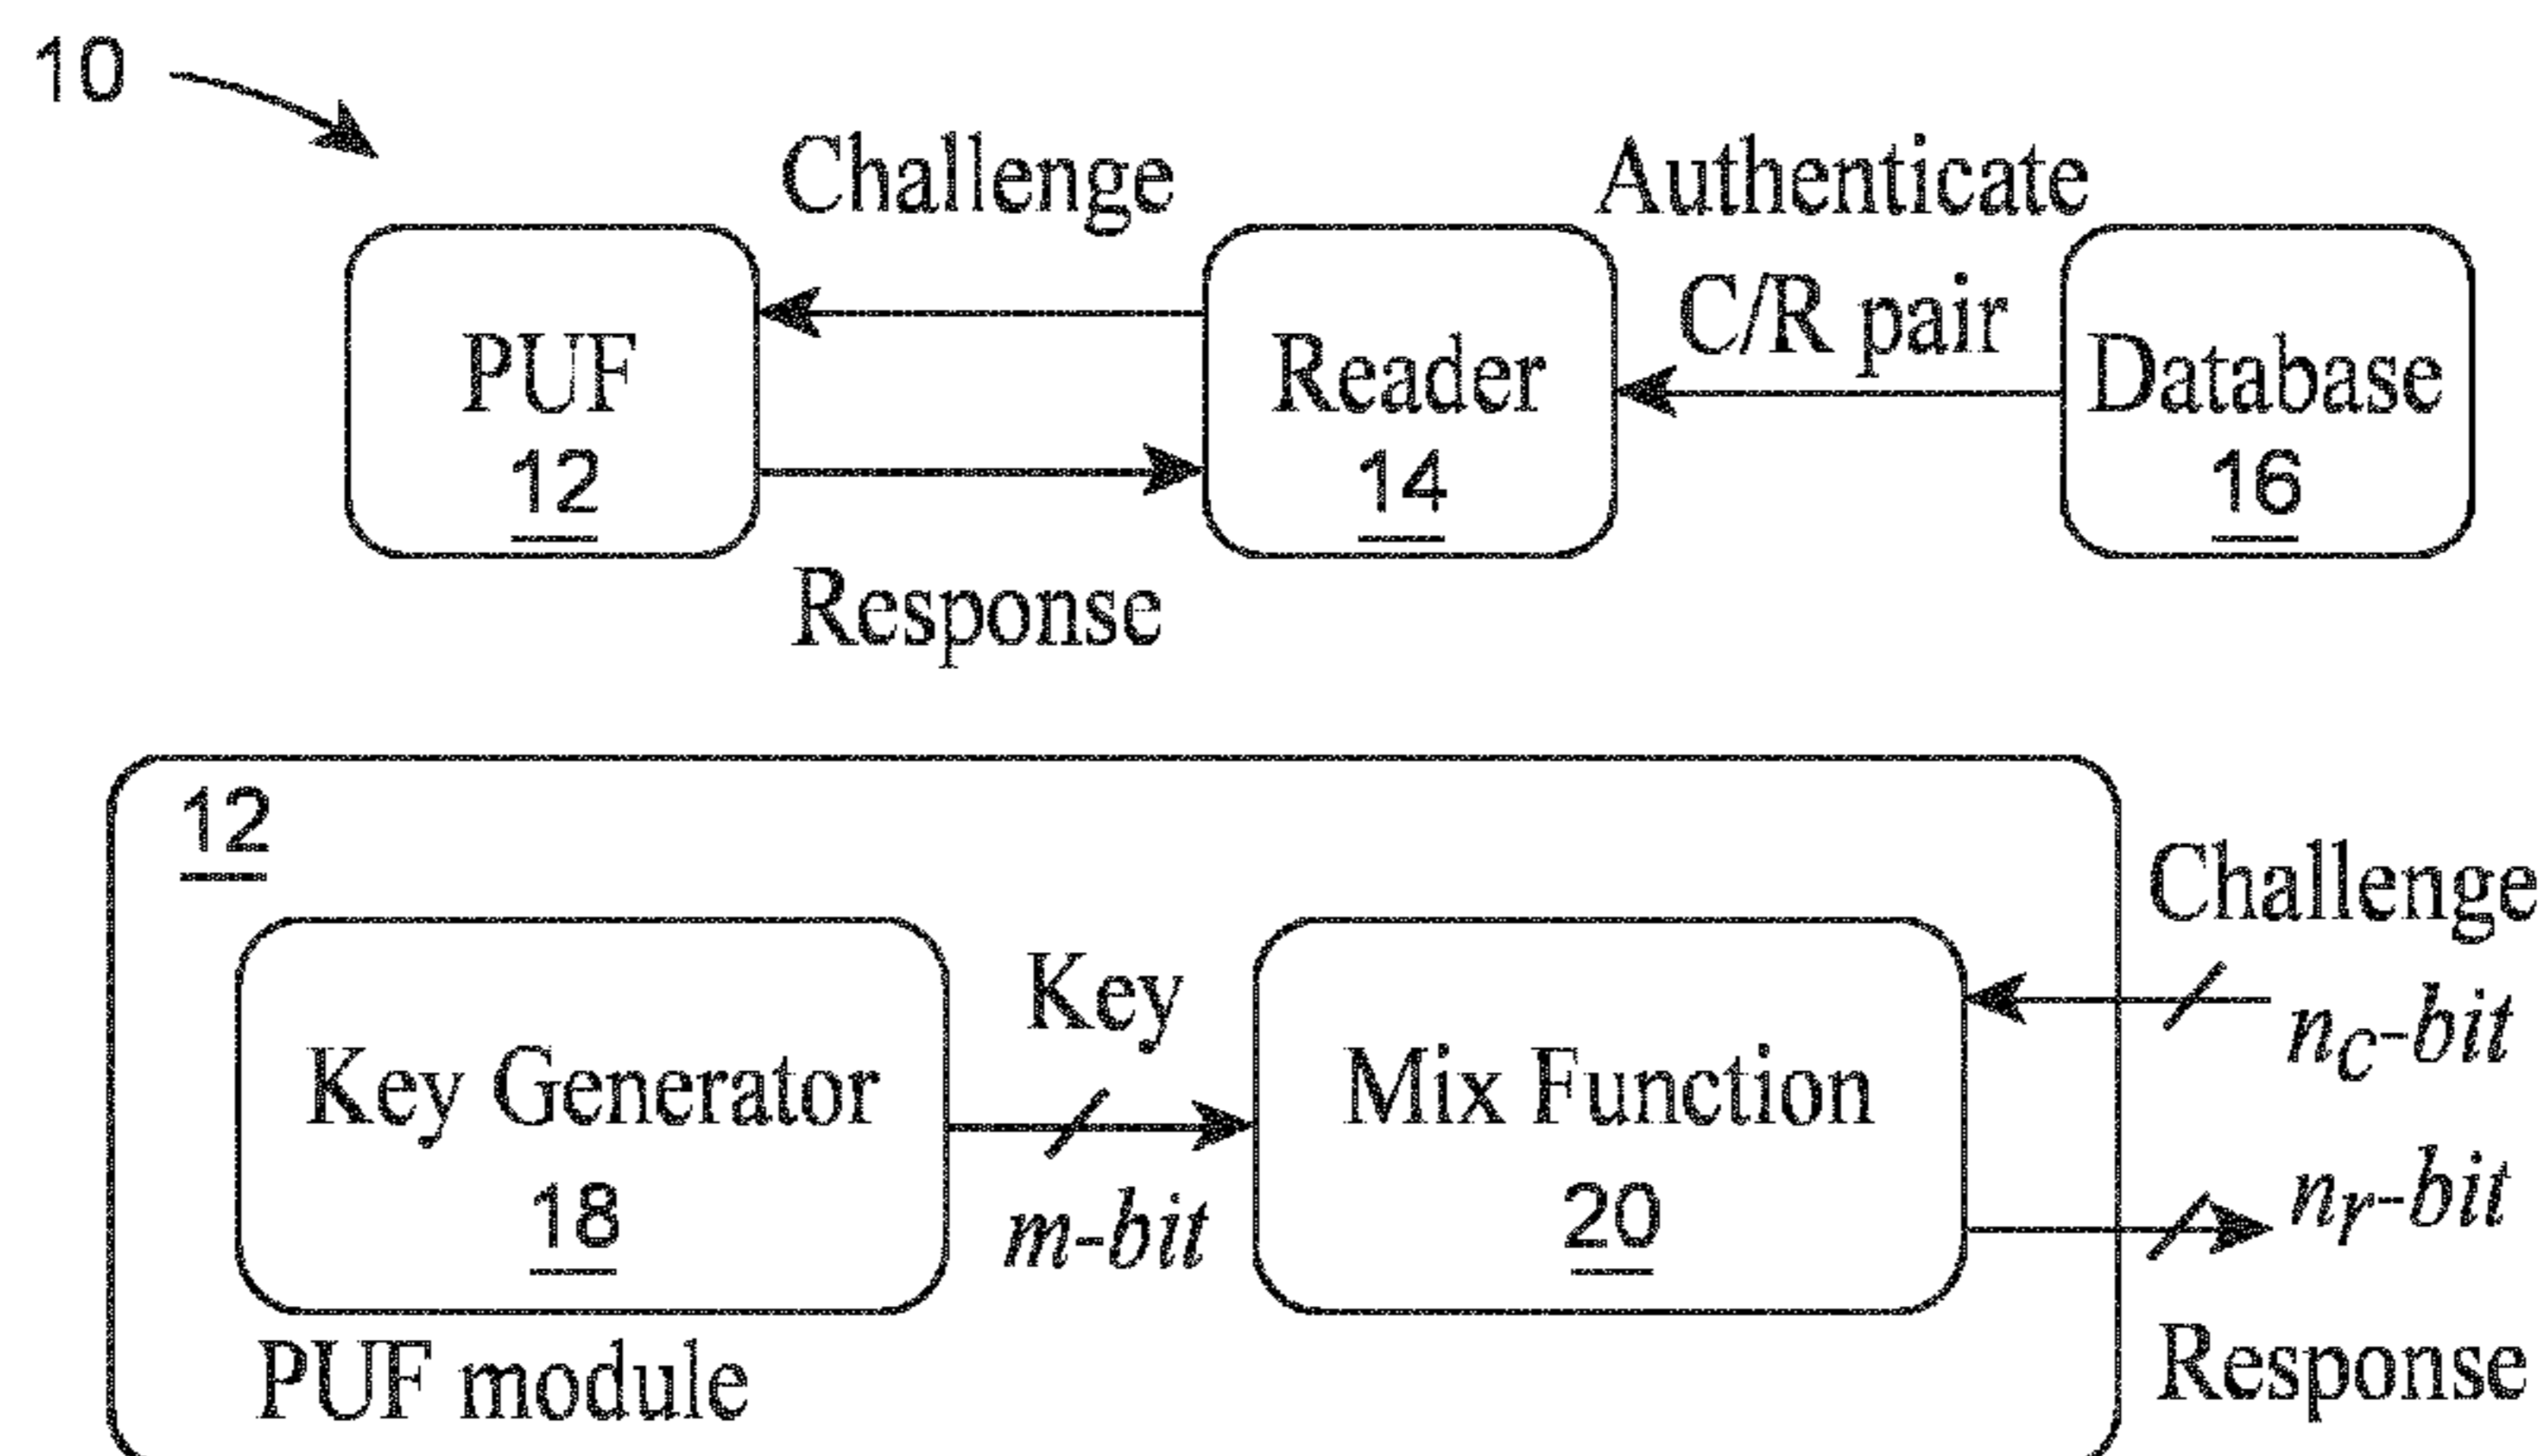 10
Challenge
Authenticate
C/R pair
PUF
12
Reader
14
Database
16
Response
12
Key Generator
18
Key
m-bit
Mix Function
20
Challenge
nc-bit
nr-bit
Response
PUF module